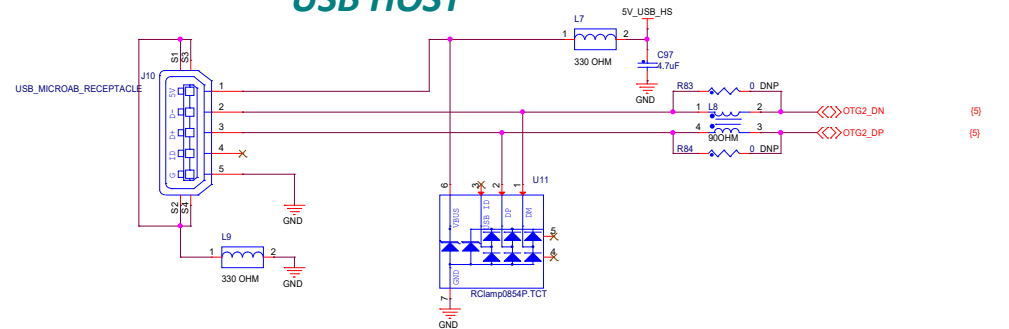 USB HOST
5V_USB_HS
L7
1 2
330 OHM
C97
4.7uF
GND
S1
S3
J10
USB_MICROAB_RECEPTACLE
5V
D-
D+
ID
G
1
2
3
4
5
S2
S4
GND
R83 0 DNP
L8
1 2
4 3
90OHM
R84 0 DNP
OTG2_DN {5}
OTG2_DP {5}
L9
1 2
330 OHM
GND
U11
6
3
2
1
VBUS
USB ID
DP
DM
5
4
GND
7
RClamp0854P.TCT
GND